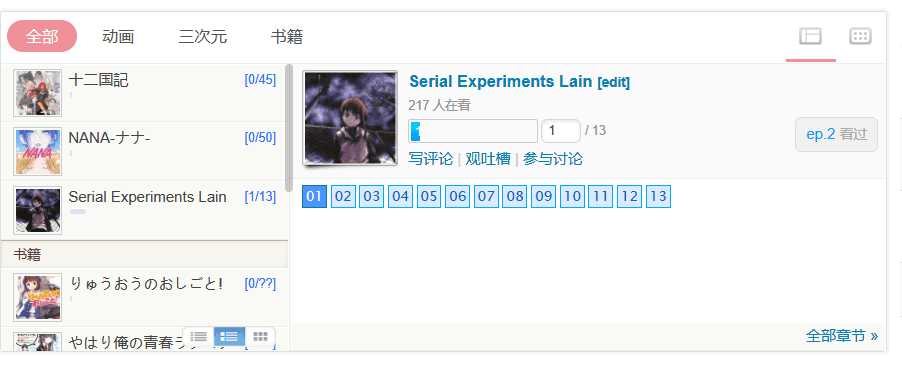 全部 动画 三次元 书籍
十二国記 [0/45]
NANA-ナナ- [0/50]
NANA
Serial Experiments Lain [1/13]
书籍
りゅうおうのおしごと! [0/??]
やはり俺の青春ラ
Serial Experiments Lain [edit]
217 人在看
1 / 13
ep.2 看过
写评论 | 观吐槽 | 参与讨论
01 02 03 04 05 06 07 08 09 10 11 12 13
全部章节 »